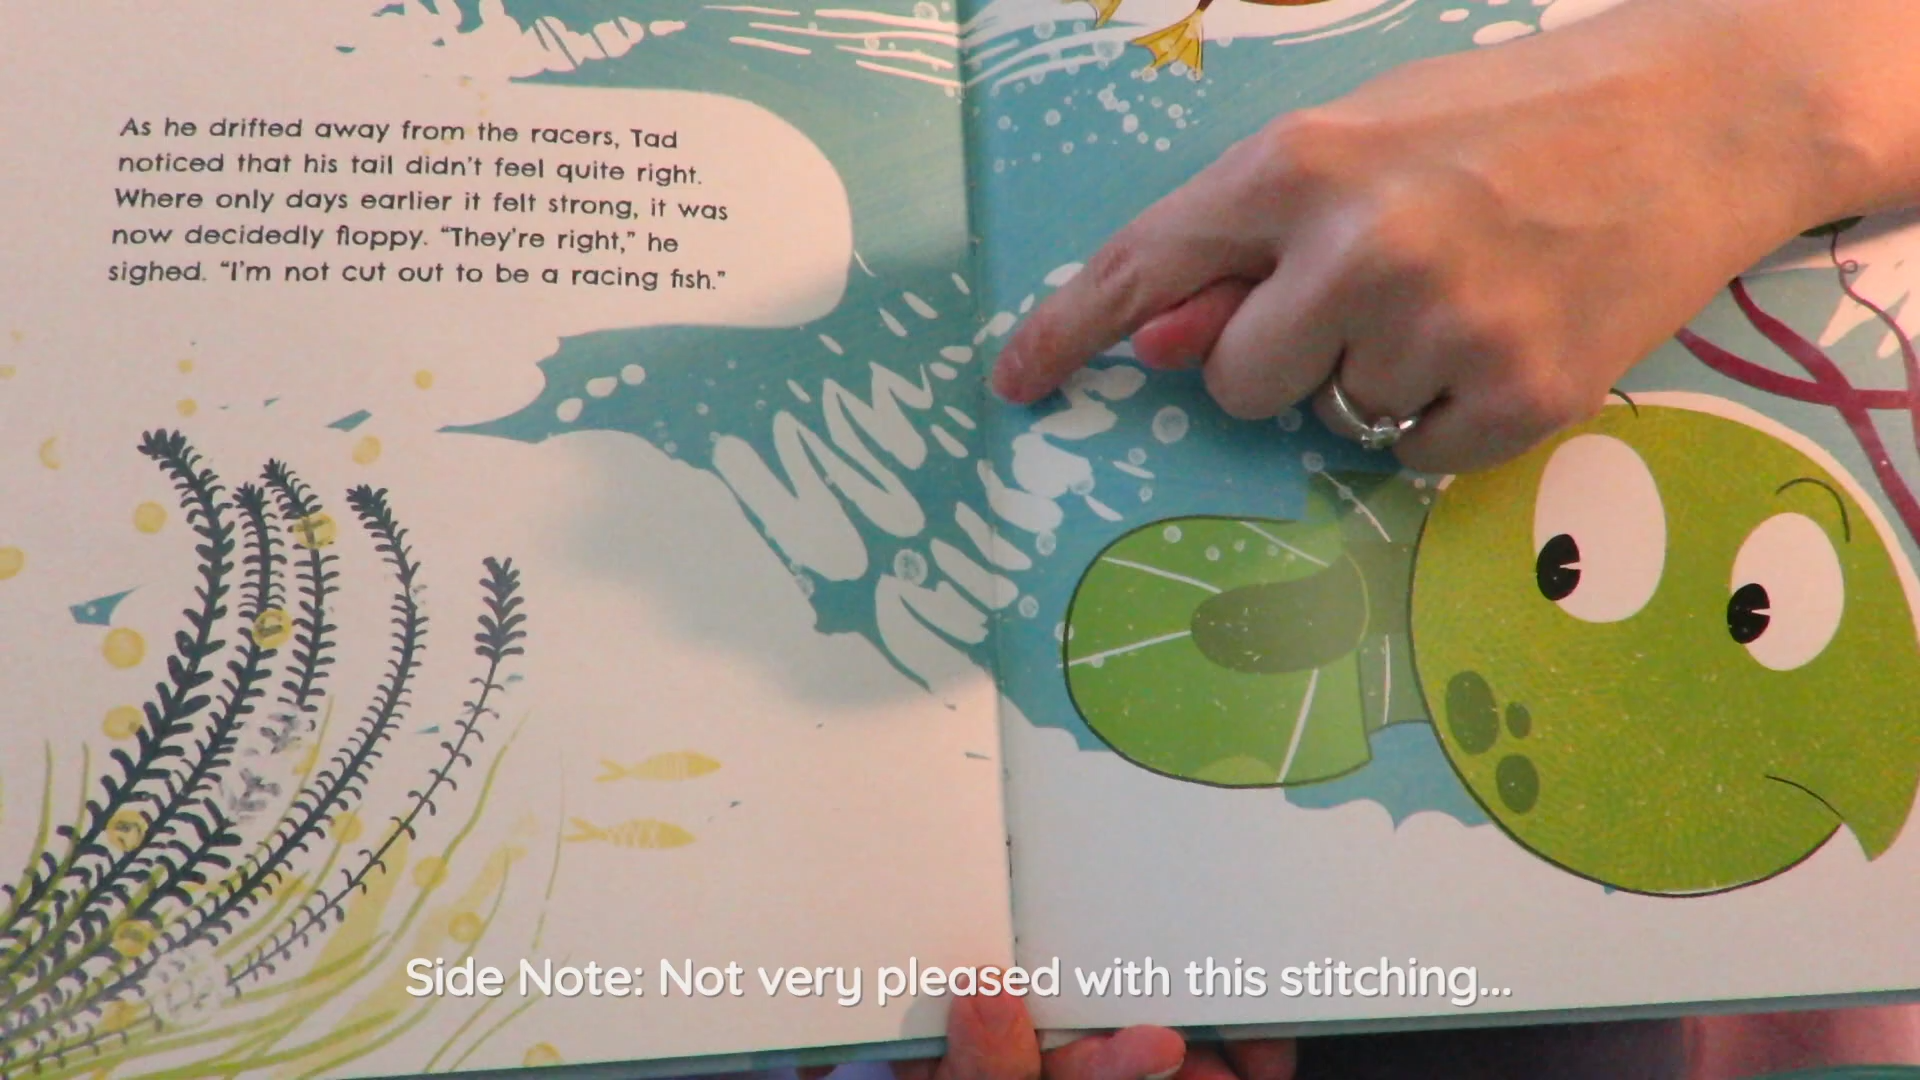 As he drifted away from the racers, Tad
noticed that his tail didn't feel quite right.
Where only days earlier it felt strong, it was
now decidedly floppy. “They're right,” he
sighed. “I'm not cut out to be a racing fish.”
Side Note: Not very pleased with this stitching...